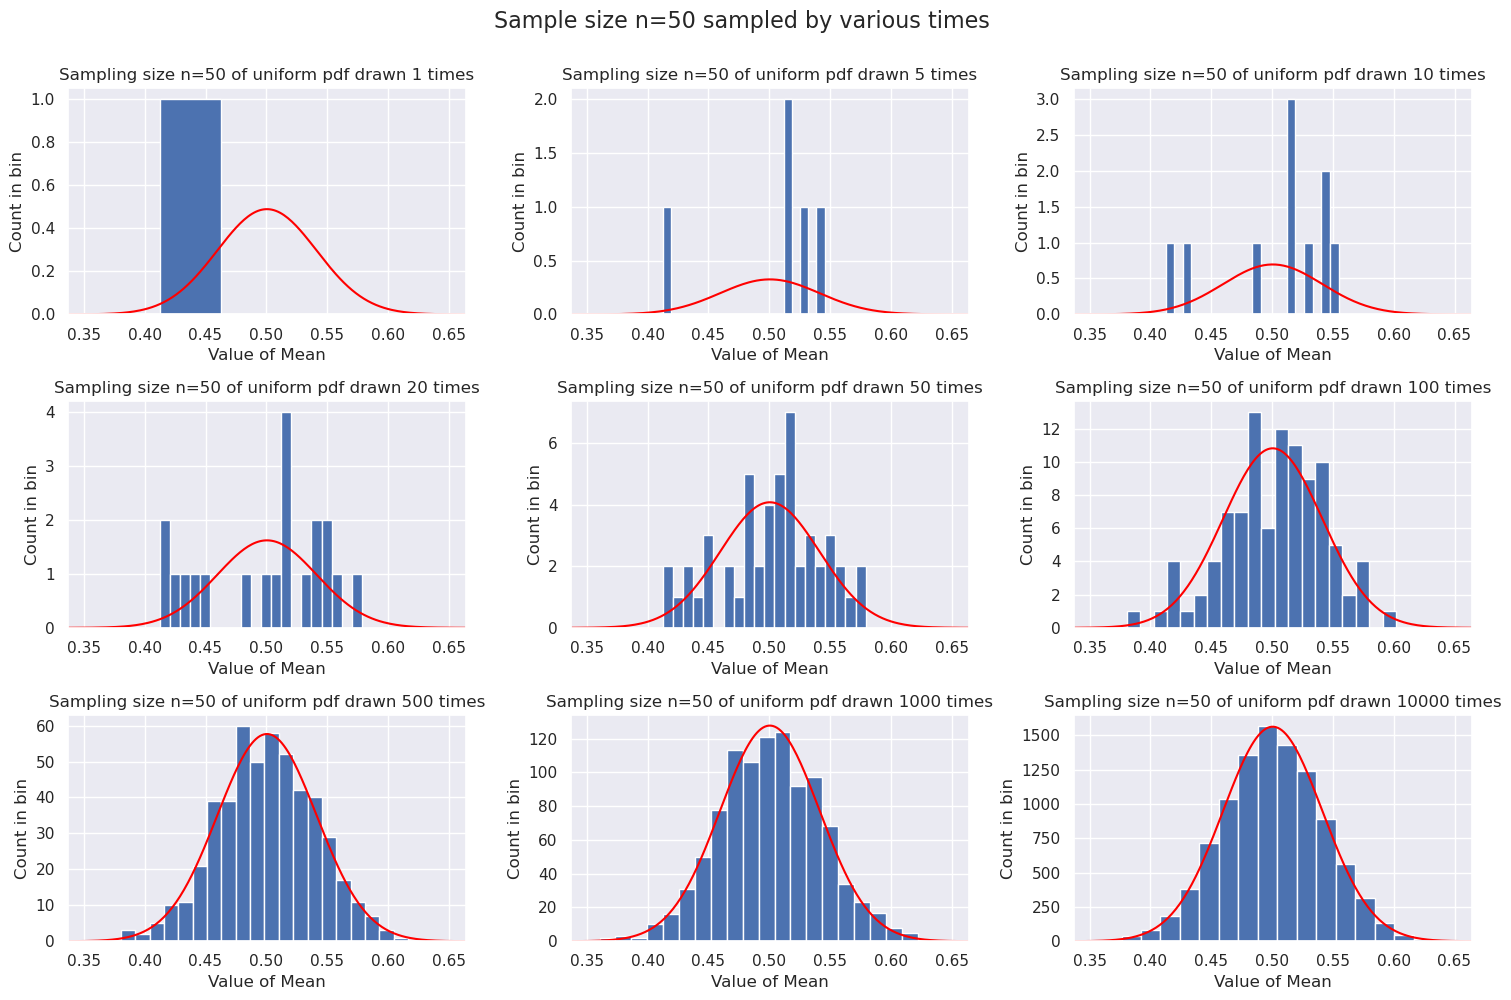 Sample size n=50 sampled by various times
Sampling size n=50 of uniform pdf drawn 1 times
1.0
0.8
0.6
0.4
0.2
0.0
Count in bin
0.35 0.40 0.45 0.50 0.55 0.60 0.65
Value of Mean
Sampling size n=50 of uniform pdf drawn 5 times
2.0
1.5
1.0
0.5
0.0
Count in bin
0.35 0.40 0.45 0.50 0.55 0.60 0.65
Value of Mean
Sampling size n=50 of uniform pdf drawn 10 times
3.0
2.5
2.0
1.5
1.0
0.5
0.0
Count in bin
0.35 0.40 0.45 0.50 0.55 0.60 0.65
Value of Mean
Sampling size n=50 of uniform pdf drawn 20 times
4
3
2
1
0
Count in bin
0.35 0.40 0.45 0.50 0.55 0.60 0.65
Value of Mean
Sampling size n=50 of uniform pdf drawn 50 times
6
4
2
0
Count in bin
0.35 0.40 0.45 0.50 0.55 0.60 0.65
Value of Mean
Sampling size n=50 of uniform pdf drawn 100 times
12
10
8
6
4
2
0
Count in bin
0.35 0.40 0.45 0.50 0.55 0.60 0.65
Value of Mean
Sampling size n=50 of uniform pdf drawn 500 times
60
50
40
30
20
10
0
Count in bin
0.35 0.40 0.45 0.50 0.55 0.60 0.65
Value of Mean
Sampling size n=50 of uniform pdf drawn 1000 times
120
100
80
60
40
20
0
Count in bin
0.35 0.40 0.45 0.50 0.55 0.60 0.65
Value of Mean
Sampling size n=50 of uniform pdf drawn 10000 times
1500
1250
1000
750
500
250
0
Count in bin
0.35 0.40 0.45 0.50 0.55 0.60 0.65
Value of Mean